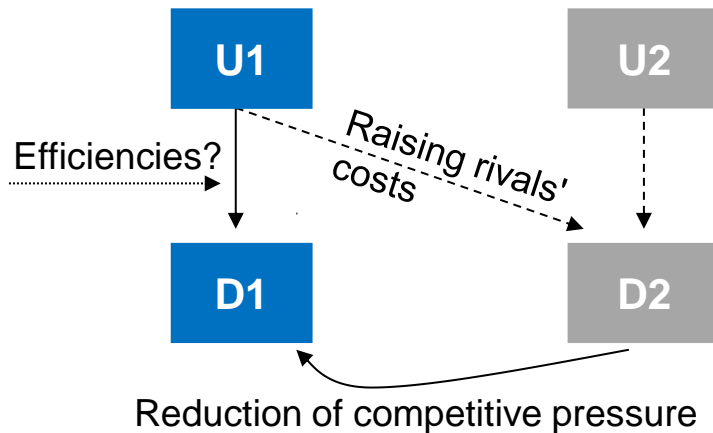 U1
U2
Efficiencies?
Raising rivals'
costs
D1
D2
Reduction of competitive pressure